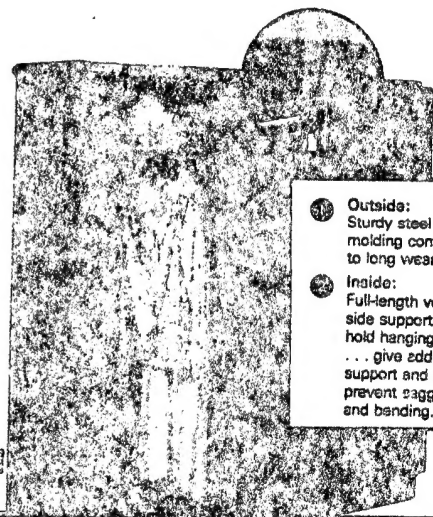 Outside:
Sturdy steel
molding com
to long wear
Inside:
Full-length v
side support
hold hanging
. . . give add
support and
prevent sagg
and bending.